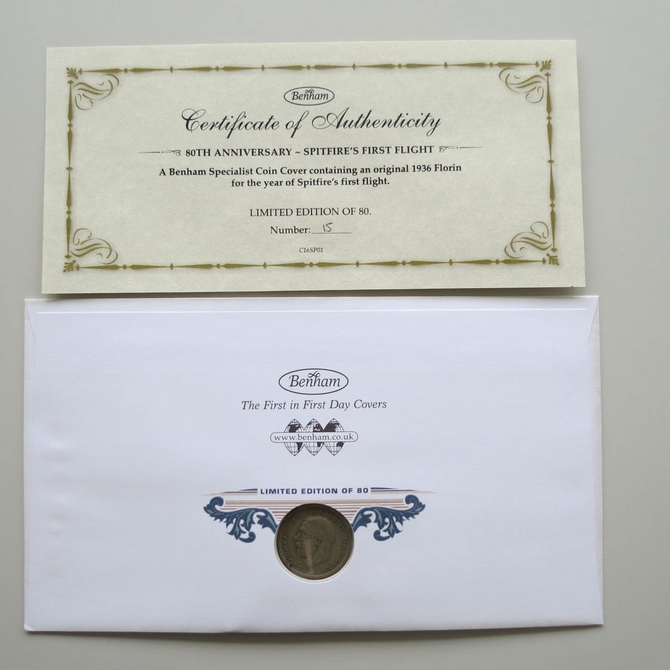 Benham
Certificate of Authenticity
80TH ANNIVERSARY ~ SPITFIRE'S FIRST FLIGHT
A Benham Specialist Coin Cover containing an original 1936 Florin
for the year of Spitfire's first flight.
LIMITED EDITION OF 80.
Number: 15
C16SP01
Benham
The First in First Day Covers
www.benham.co.uk
LIMITED EDITION OF 80